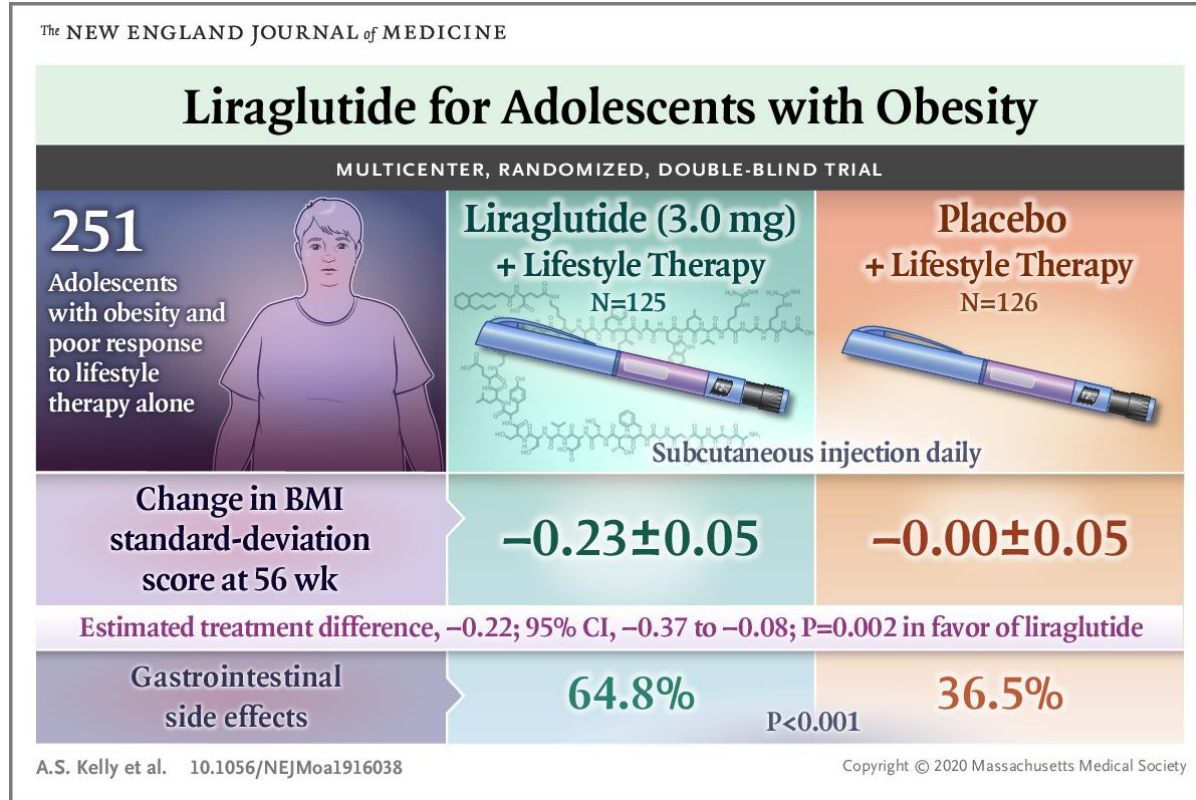 The NEW ENGLAND JOURNAL of MEDICINE
Liraglutide for Adolescents with Obesity
MULTICENTER, RANDOMIZED, DOUBLE-BLIND TRIAL
251
Adolescents
with obesity and
poor response
to lifestyle
therapy alone
Liraglutide (3.0 mg)
+ Lifestyle Therapy
N=125
Placebo
+ Lifestyle Therapy
N=126
Subcutaneous injection daily
Change in BMI
standard-deviation
score at 56 wk
−0.23±0.05
−0.00±0.05
Estimated treatment difference, −0.22; 95% CI, −0.37 to −0.08; P=0.002 in favor of liraglutide
Gastrointestinal
side effects
64.8%
36.5%
P<0.001
A.S. Kelly et al. 10.1056/NEJMoa1916038
Copyright © 2020 Massachusetts Medical Society